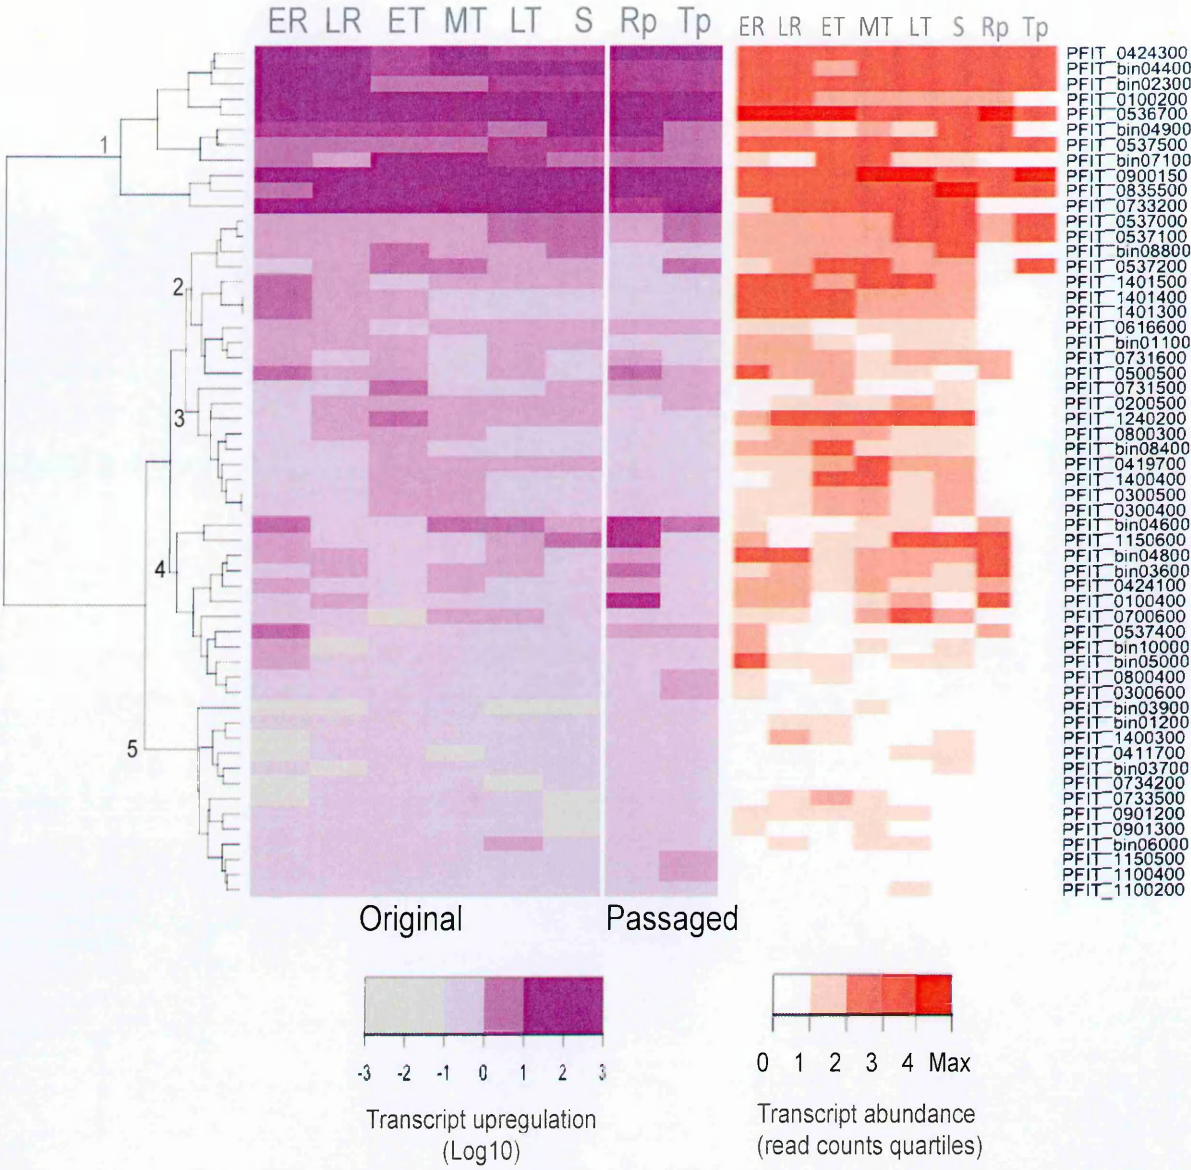 ER LR ET MT LT S Rp Tp ER LR ET MT LT S Rp Tp
PFIT_0424300
PFIT_bin04400
PFIT_bin02300
PFIT_0100200
PFIT_0536700
PFIT_bin04900
PFIT_0537500
PFIT_bin07100
PFIT_0900150
PFIT_0835500
PFIT_0733200
PFIT_0537000
PFIT_0537100
PFIT_bin08800
PFIT_0537200
PFIT_1401500
PFIT_1401400
PFIT_1401300
PFIT_0616600
PFIT_bin01100
PFIT_0731600
PFIT_0500500
PFIT_0731500
PFIT_0200500
PFIT_1240200
PFIT_0800300
PFIT_bin08400
PFIT_0419700
PFIT_1400400
PFIT_0300500
PFIT_0300400
PFIT_bin04600
PFIT_1150600
PFIT_bin04800
PFIT_bin03600
PFIT_0424100
PFIT_0100400
PFIT_0700600
PFIT_0537400
PFIT_bin10000
PFIT_bin05000
PFIT_0800400
PFIT_0300600
PFIT_bin03900
PFIT_bin01200
PFIT_1400300
PFIT_0411700
PFIT_bin03700
PFIT_0734200
PFIT_0733500
PFIT_0901200
PFIT_0901300
PFIT_bin06000
PFIT_1150500
PFIT_1100400
PFIT_1100200
1
2
3
4
5
Original Passaged
-3 -2 -1 0 1 2 3
Transcript upregulation
(Log10)
0 1 2 3 4 Max
Transcript abundance
(read counts quartiles)